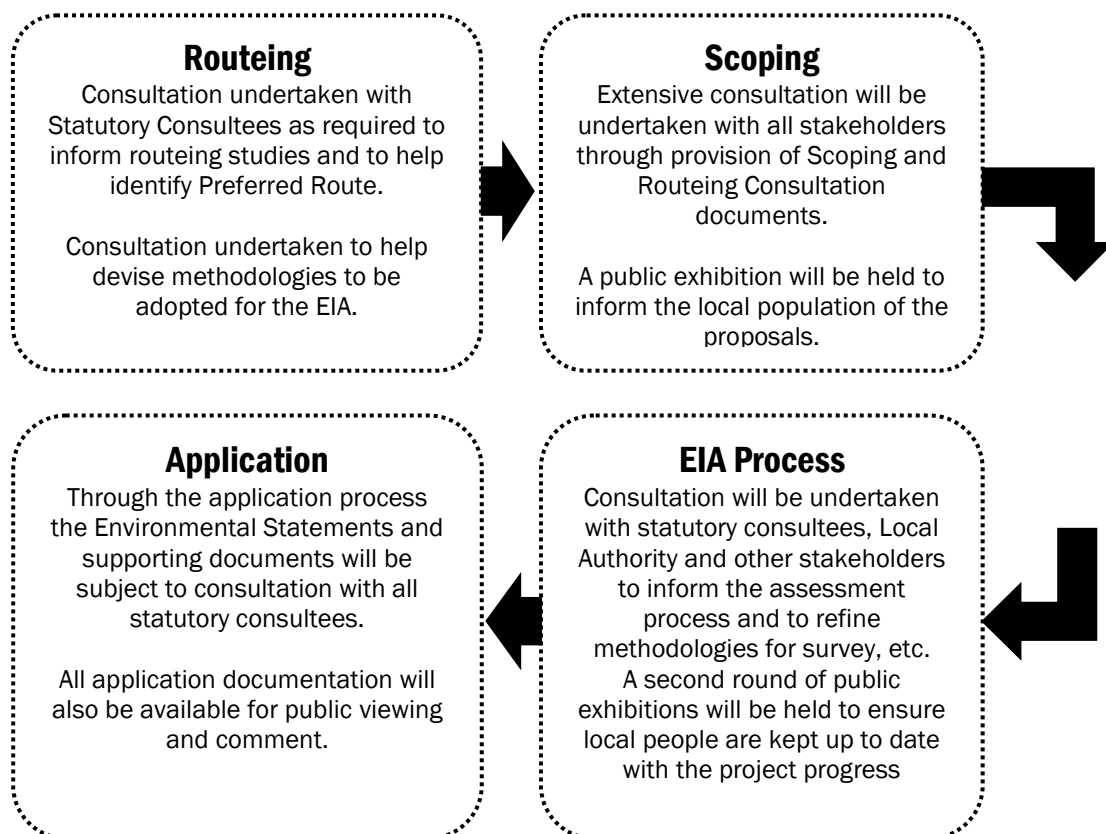 Routeing
Consultation undertaken with
Statutory Consultees as required to
inform routeing studies and to help
identify Preferred Route.
Consultation undertaken to help
devise methodologies to be
adopted for the EIA.
Scoping
Extensive consultation will be
undertaken with all stakeholders
through provision of Scoping and
Routeing Consultation
documents.
A public exhibition will be held to
inform the local population of the
proposals.
EIA Process
Consultation will be undertaken
with statutory consultees, Local
Authority and other stakeholders
to inform the assessment
process and to refine
methodologies for survey, etc.
A second round of public
exhibitions will be held to ensure
local people are kept up to date
with the project progress
Application
Through the application process
the Environmental Statements and
supporting documents will be
subject to consultation with all
statutory consultees.
All application documentation will
also be available for public viewing
and comment.